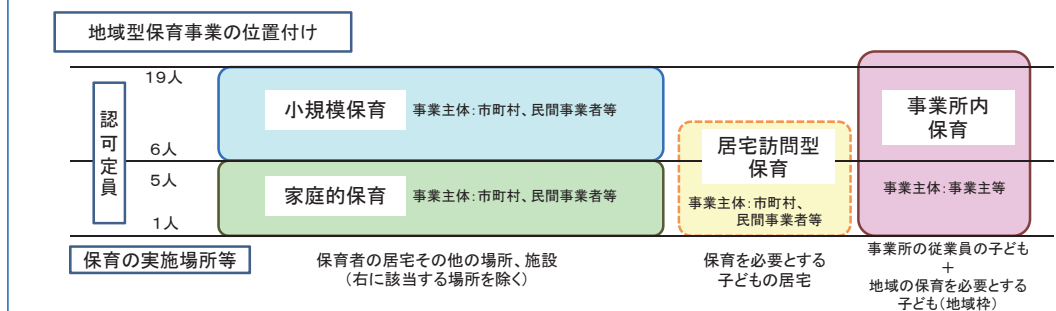 地域型保育事業の位置付け
認可定員
19人
6人
5人
1人
小規模保育
事業主体:市町村、民間事業者等
家庭的保育
事業主体:市町村、民間事業者等
居宅訪問型
保育
事業主体:市町村、
民間事業者等
事業所内
保育
事業主体:事業主等
保育の実施場所等
保育者の居宅その他の場所、施設
(右に該当する場所を除く)
保育を必要とする
子どもの居宅
事業所の従業員の子ども
+
地域の保育を必要とする
子ども(地域枠)